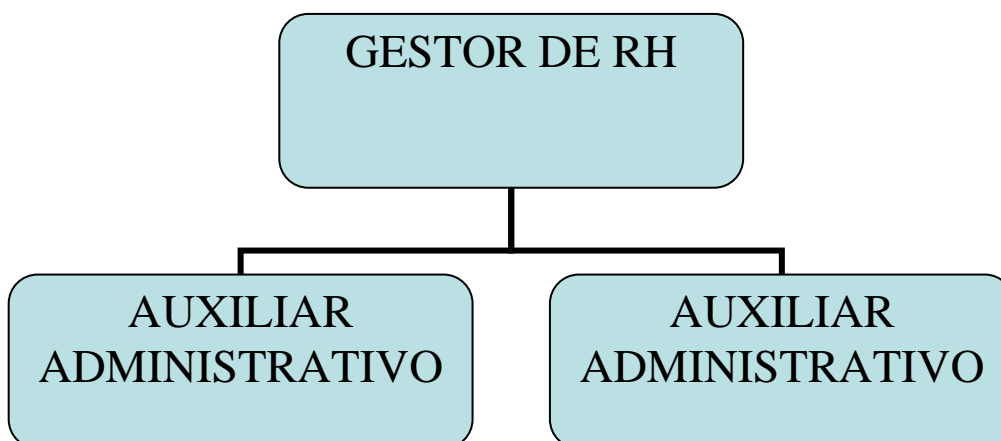 GESTOR DE RH
AUXILIAR
ADMINISTRATIVO
AUXILIAR
ADMINISTRATIVO